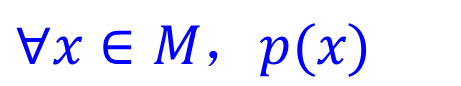 ∀x ∈ M，p(x)